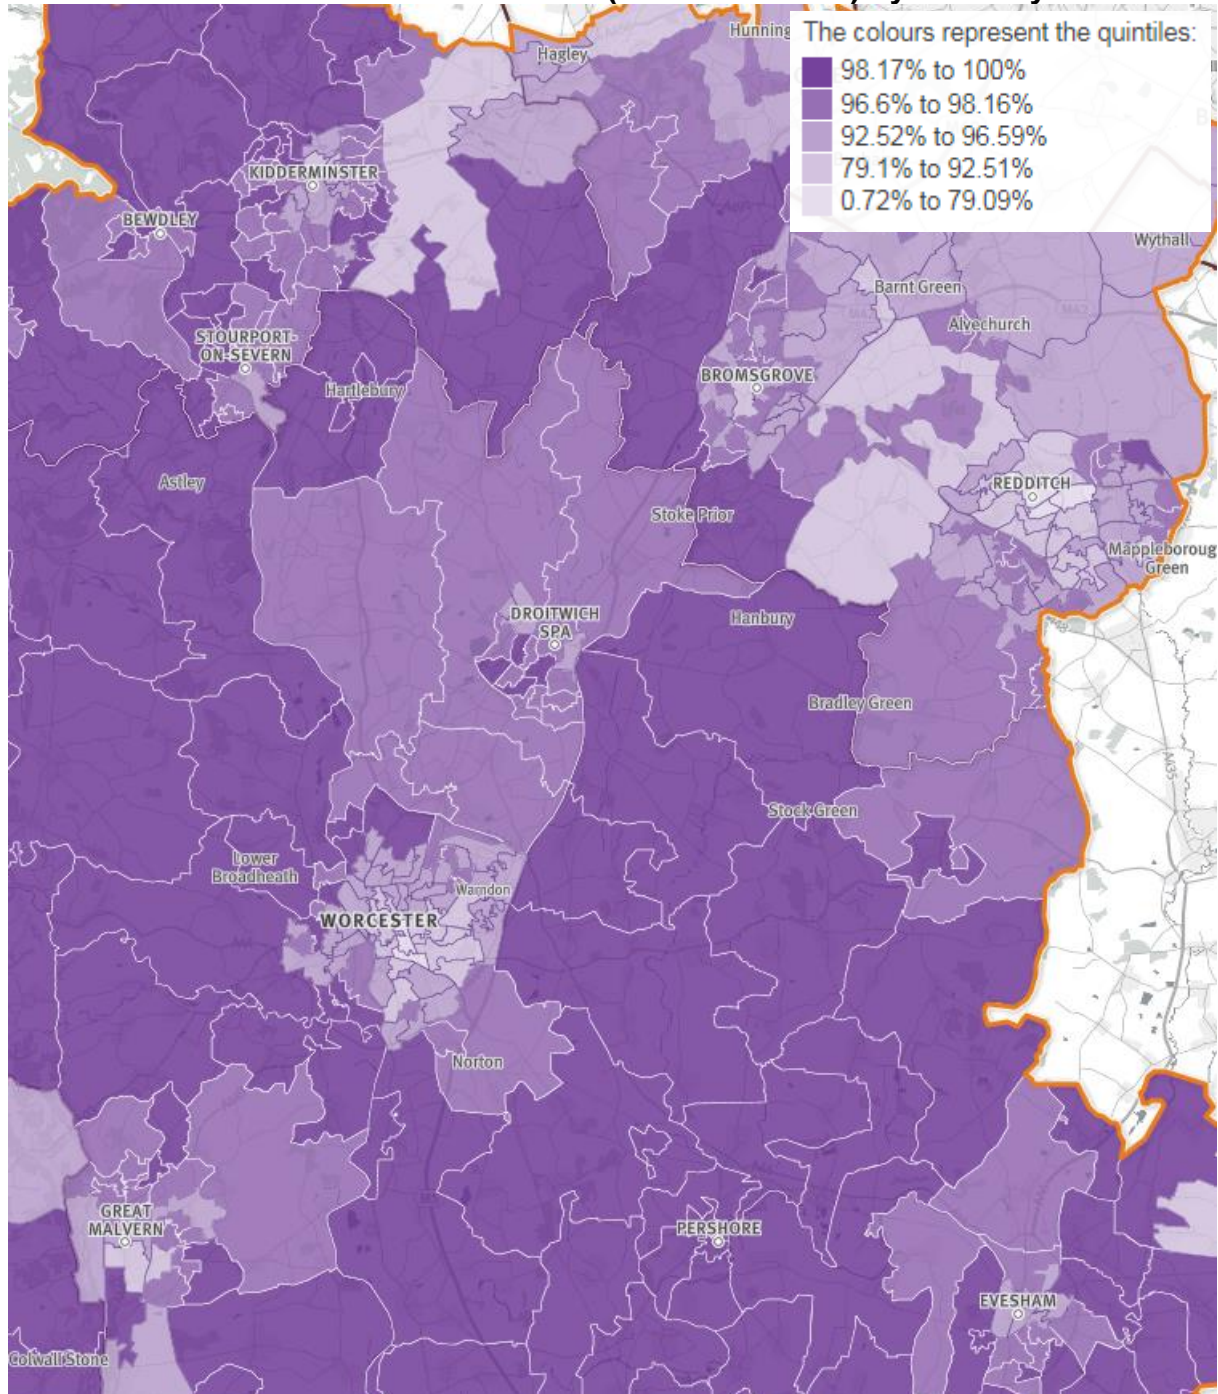 Hagley
Hunning
The colours represent the quintiles:
98.17% to 100%
96.6% to 98.16%
92.52% to 96.59%
79.1% to 92.51%
0.72% to 79.09%
KIDDERMINSTER
BEWDLEY
Wythall
Barnt Green
Alvechurch
STOURPORT-
ON-SEVERN
BROMSGROVE
Hartlebury
Astley
REDDITCH
Stoke Prior
Mappleboroug
Green
DROITWICH
SPA
Hanbury
Bradley Green
A435
Stock Green
Lower
Broadheath
Warndon
WORCESTER
Norton
GREAT
MALVERN
PERSHORE
EVESHAM
Colwall Stone